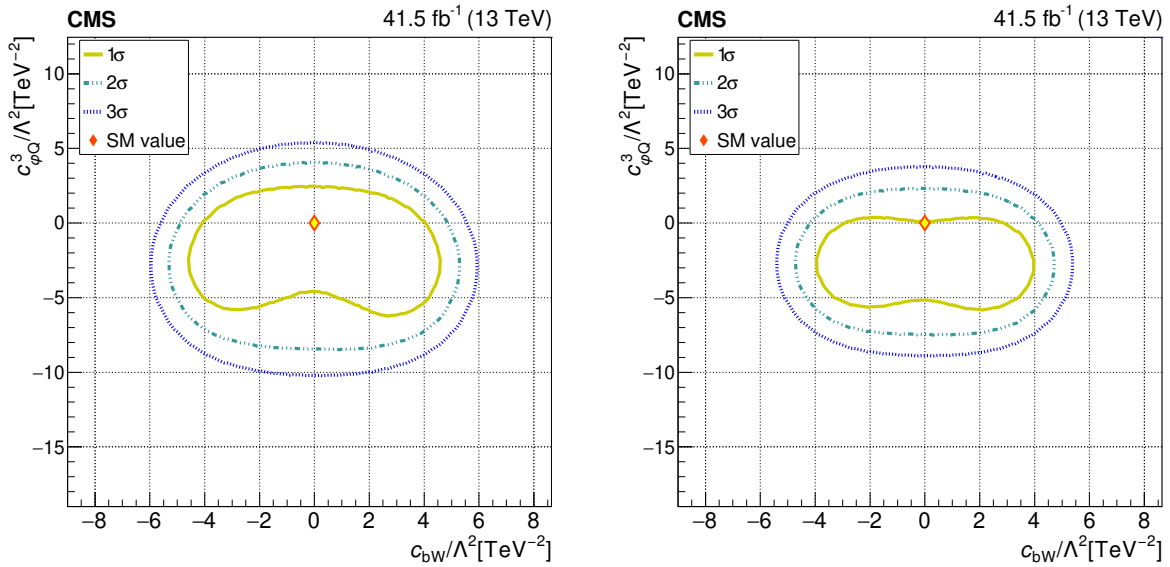 CMS 41.5 fb⁻¹ (13 TeV)
c³φQ/Λ²[TeV⁻²]
1σ
2σ
3σ
SM value
10
5
0
−5
−10
−15
−8 −6 −4 −2 0 2 4 6 8
c_bW/Λ²[TeV⁻²]
CMS 41.5 fb⁻¹ (13 TeV)
c³φQ/Λ²[TeV⁻²]
1σ
2σ
3σ
SM value
10
5
0
−5
−10
−15
−8 −6 −4 −2 0 2 4 6 8
c_bW/Λ²[TeV⁻²]